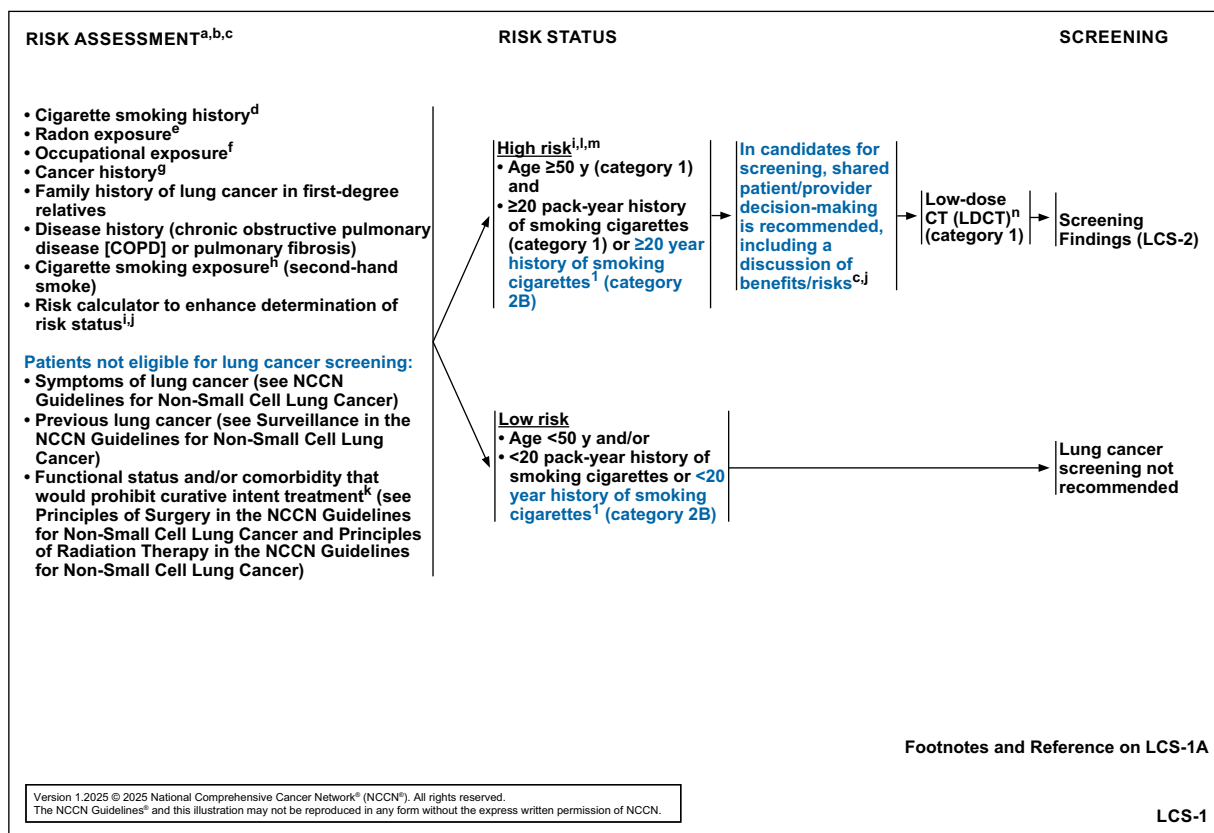 RISK ASSESSMENTa,b,c
RISK STATUS
SCREENING
• Cigarette smoking historyd
• Radon exposuree
• Occupational exposuref
• Cancer historyg
• Family history of lung cancer in first-degree
relatives
• Disease history (chronic obstructive pulmonary
disease [COPD] or pulmonary fibrosis)
• Cigarette smoking exposureh (second-hand
smoke)
• Risk calculator to enhance determination of
risk statusi,j
Patients not eligible for lung cancer screening:
• Symptoms of lung cancer (see NCCN
Guidelines for Non-Small Cell Lung Cancer)
• Previous lung cancer (see Surveillance in the
NCCN Guidelines for Non-Small Cell Lung
Cancer)
• Functional status and/or comorbidity that
would prohibit curative intent treatmentk (see
Principles of Surgery in the NCCN Guidelines
for Non-Small Cell Lung Cancer and Principles
of Radiation Therapy in the NCCN Guidelines
for Non-Small Cell Lung Cancer)
High riski,l,m
• Age ≥50 y (category 1)
and
• ≥20 pack-year history
of smoking cigarettes
(category 1) or ≥20 year
history of smoking
cigarettes1 (category
2B)
In candidates for
screening, shared
patient/provider
decision-making
is recommended,
including a
discussion of
benefits/risksc,j
Low-dose
CT (LDCT)n
(category 1)
Screening
Findings (LCS-2)
Low risk
• Age <50 y and/or
• <20 pack-year history of
smoking cigarettes or <20
year history of smoking
cigarettes1 (category 2B)
Lung cancer
screening not
recommended
Footnotes and Reference on LCS-1A
Version 1.2025 © 2025 National Comprehensive Cancer Network® (NCCN®). All rights reserved.
The NCCN Guidelines® and this illustration may not be reproduced in any form without the express written permission of NCCN.
LCS-1